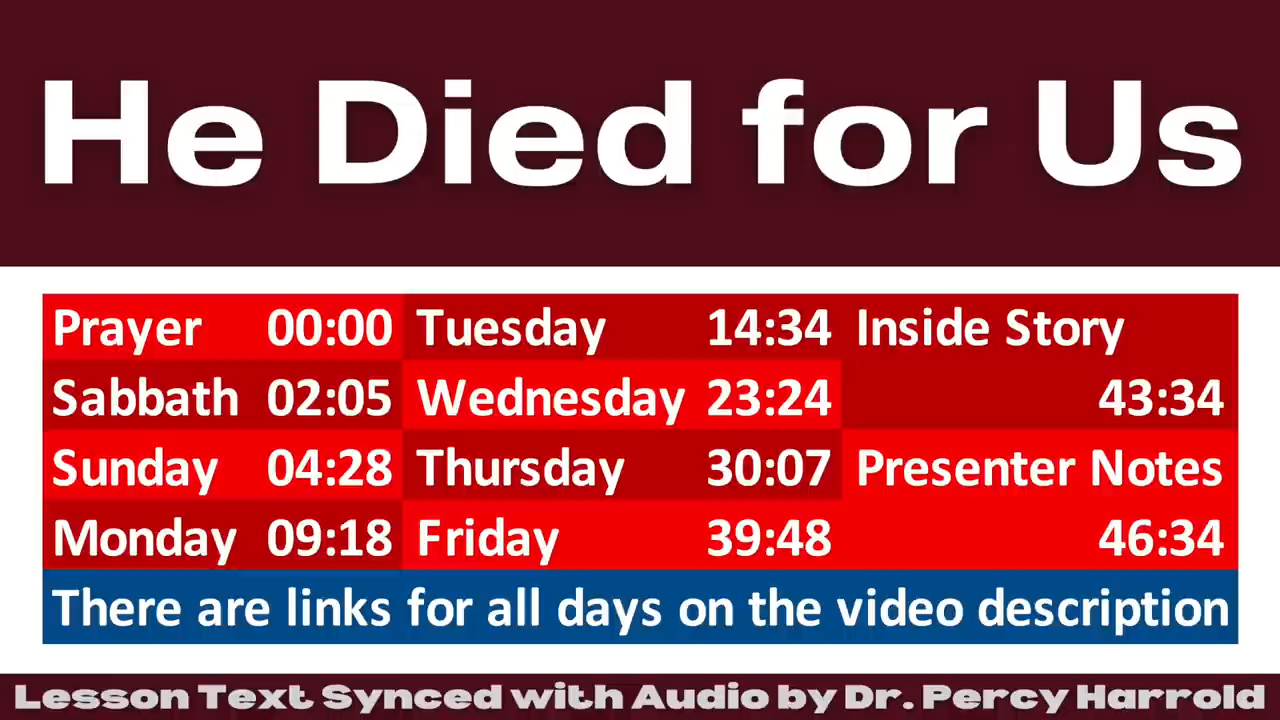 He Died for Us
Prayer 00:00 Tuesday 14:34 Inside Story
Sabbath 02:05 Wednesday 23:24 43:34
Sunday 04:28 Thursday 30:07 Presenter Notes
Monday 09:18 Friday 39:48 46:34
There are links for all days on the video description
Lesson Text Synced with Audio by Dr. Percy Harrold